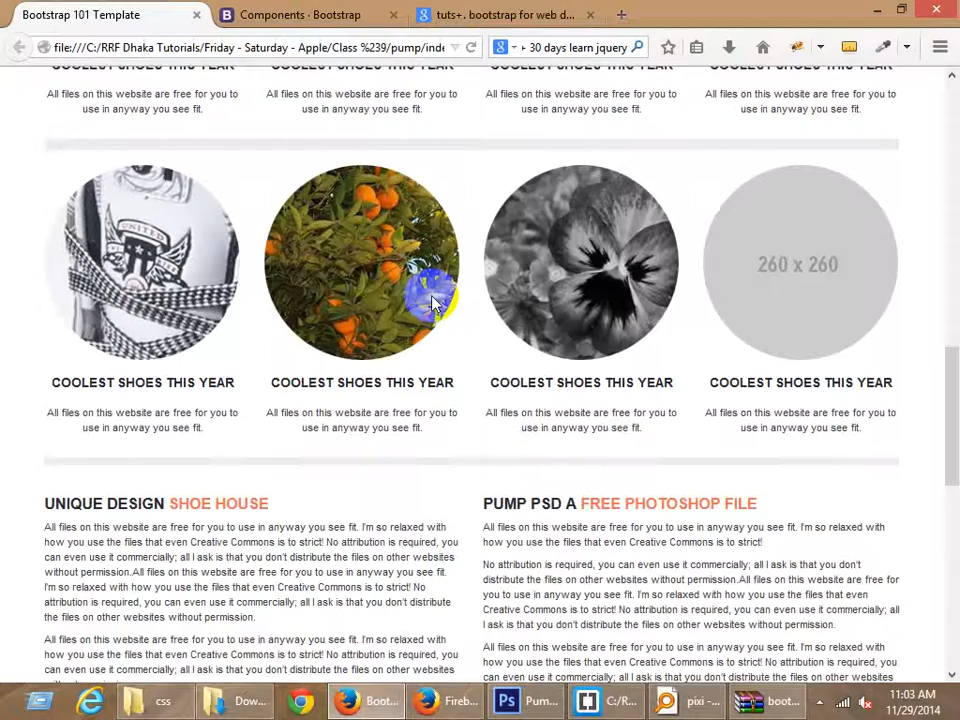 Bootstrap 101 Template
Components · Bootstrap
tuts+. bootstrap for web d...
file:///C:/RRF Dhaka Tutorials/Friday - Saturday - Apple/Class %239/pump/inde
30 days learn jquery
COOLEST SHOES THIS YEAR COOLEST SHOES THIS YEAR COOLEST SHOES THIS YEAR COOLEST SHOES THIS YEAR
All files on this website are free for you to All files on this website are free for you to All files on this website are free for you to All files on this website are free for you to
use in anyway you see fit. use in anyway you see fit. use in anyway you see fit. use in anyway you see fit.
UNITED
260 x 260
COOLEST SHOES THIS YEAR COOLEST SHOES THIS YEAR COOLEST SHOES THIS YEAR COOLEST SHOES THIS YEAR
All files on this website are free for you to All files on this website are free for you to All files on this website are free for you to All files on this website are free for you to
use in anyway you see fit. use in anyway you see fit. use in anyway you see fit. use in anyway you see fit.
UNIQUE DESIGN SHOE HOUSE
All files on this website are free for you to use in anyway you see fit. I'm so relaxed with
how you use the files that even Creative Commons is to strict! No attribution is required, you
can even use it commercially; all I ask is that you don't distribute the files on other websites
without permission.All files on this website are free for you to use in anyway you see fit.
I'm so relaxed with how you use the files that even Creative Commons is to strict! No
attribution is required, you can even use it commercially; all I ask is that you don't distribute
the files on other websites without permission.
All files on this website are free for you to use in anyway you see fit. I'm so relaxed with
how you use the files that even Creative Commons is to strict! No attribution is required, you
can even use it commercially; all I ask is that you don't distribute the files on other websites
PUMP PSD A FREE PHOTOSHOP FILE
All files on this website are free for you to use in anyway you see fit. I'm so relaxed with
how you use the files that even Creative Commons is to strict!
No attribution is required, you can even use it commercially; all I ask is that you don't
distribute the files on other websites without permission.All files on this website are free for
you to use in anyway you see fit. I'm so relaxed with how you use the files that even
Creative Commons is to strict! No attribution is required, you can even use it commercially; all
I ask is that you don't distribute the files on other websites without permission.
All files on this website are free for you to use in anyway you see fit. I'm so relaxed with
how you use the files that even Creative Commons is to strict! No attribution is required, you
css
Dow...
Boot...
Fireb...
Pum...
C:/R...
pixi -...
boot...
11:03 AM
11/29/2014